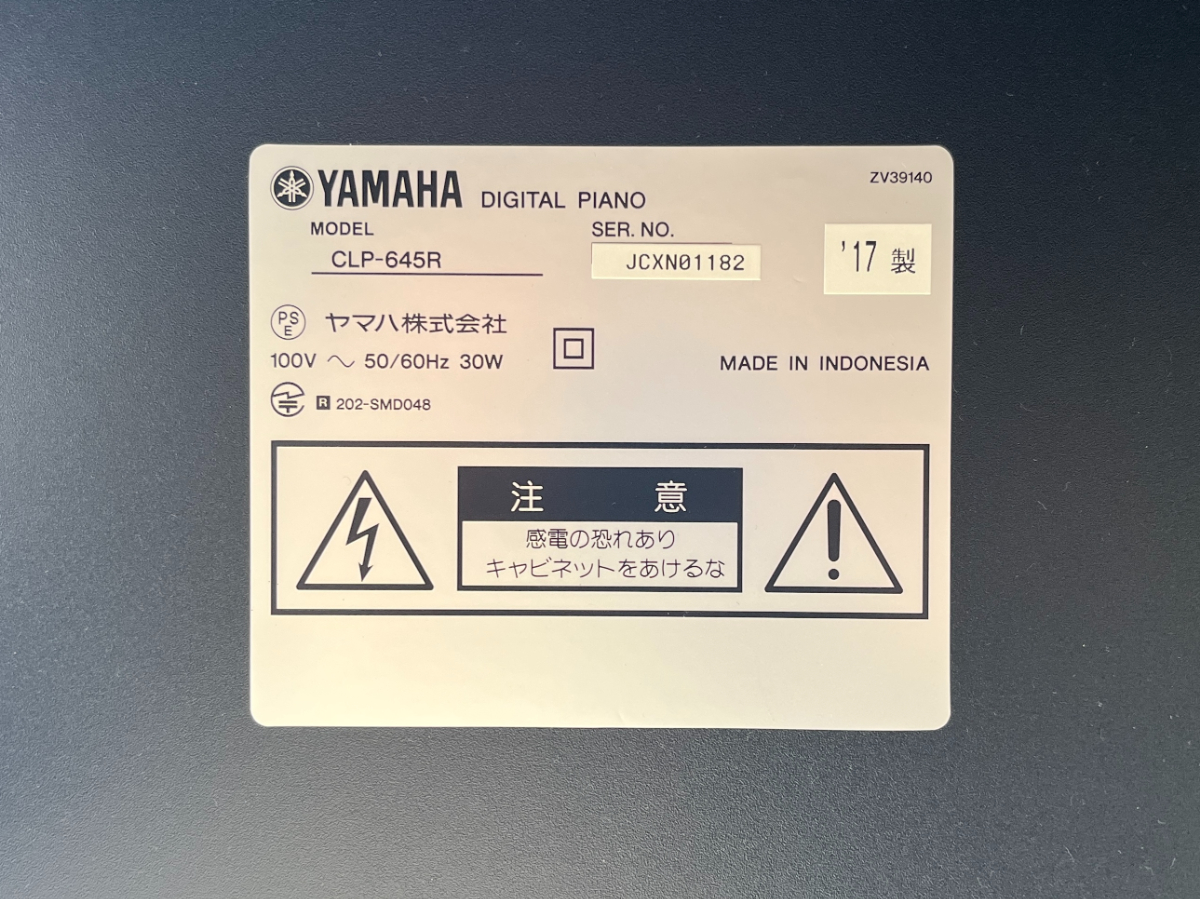 YAMAHA DIGITAL PIANO
ZV39140
MODEL
CLP-645R
SER. NO.
JCXN01182
'17 製
PS
E
ヤマハ株式会社
100V 〜 50/60Hz 30W
MADE IN INDONESIA
R 202-SMD048
注 意
感電の恐れあり
キャビネットをあけるな